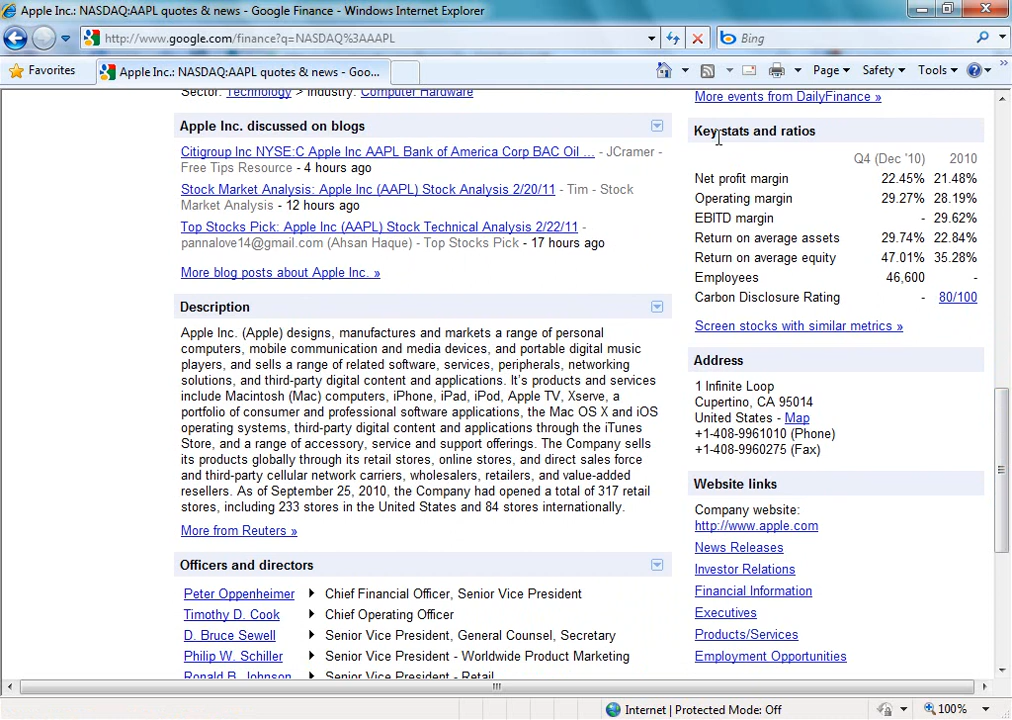 Apple Inc.: NASDAQ:AAPL quotes & news - Google Finance - Windows Internet Explorer
http://www.google.com/finance?q=NASDAQ%3AAAPL
Bing
Favorites
Apple Inc.: NASDAQ:AAPL quotes & news - Goo...
Page
Safety
Tools
Sector: Technology > Industry: Computer Hardware
Apple Inc. discussed on blogs
Citigroup Inc NYSE:C Apple Inc AAPL Bank of America Corp BAC Oil ... - JCramer -
Free Tips Resource - 4 hours ago
Stock Market Analysis: Apple Inc (AAPL) Stock Analysis 2/20/11 - Tim - Stock
Market Analysis - 12 hours ago
Top Stocks Pick: Apple Inc (AAPL) Stock Technical Analysis 2/22/11 -
pannalove14@gmail.com (Ahsan Haque) - Top Stocks Pick - 17 hours ago
More blog posts about Apple Inc. »
Description
Apple Inc. (Apple) designs, manufactures and markets a range of personal
computers, mobile communication and media devices, and portable digital music
players, and sells a range of related software, services, peripherals, networking
solutions, and third-party digital content and applications. It's products and services
include Macintosh (Mac) computers, iPhone, iPad, iPod, Apple TV, Xserve, a
portfolio of consumer and professional software applications, the Mac OS X and iOS
operating systems, third-party digital content and applications through the iTunes
Store, and a range of accessory, service and support offerings. The Company sells
its products globally through its retail stores, online stores, and direct sales force
and third-party cellular network carriers, wholesalers, retailers, and value-added
resellers. As of September 25, 2010, the Company had opened a total of 317 retail
stores, including 233 stores in the United States and 84 stores internationally.
More from Reuters »
Officers and directors
Peter Oppenheimer Chief Financial Officer, Senior Vice President
Timothy D. Cook Chief Operating Officer
D. Bruce Sewell Senior Vice President, General Counsel, Secretary
Philip W. Schiller Senior Vice President - Worldwide Product Marketing
Ronald B. Johnson Senior Vice President - Retail
More events from DailyFinance »
Key stats and ratios
Q4 (Dec '10) 2010
Net profit margin 22.45% 21.48%
Operating margin 29.27% 28.19%
EBITD margin - 29.62%
Return on average assets 29.74% 22.84%
Return on average equity 47.01% 35.28%
Employees 46,600 -
Carbon Disclosure Rating - 80/100
Screen stocks with similar metrics »
Address
1 Infinite Loop
Cupertino, CA 95014
United States - Map
+1-408-9961010 (Phone)
+1-408-9960275 (Fax)
Website links
Company website:
http://www.apple.com
News Releases
Investor Relations
Financial Information
Executives
Products/Services
Employment Opportunities
Internet | Protected Mode: Off
100%